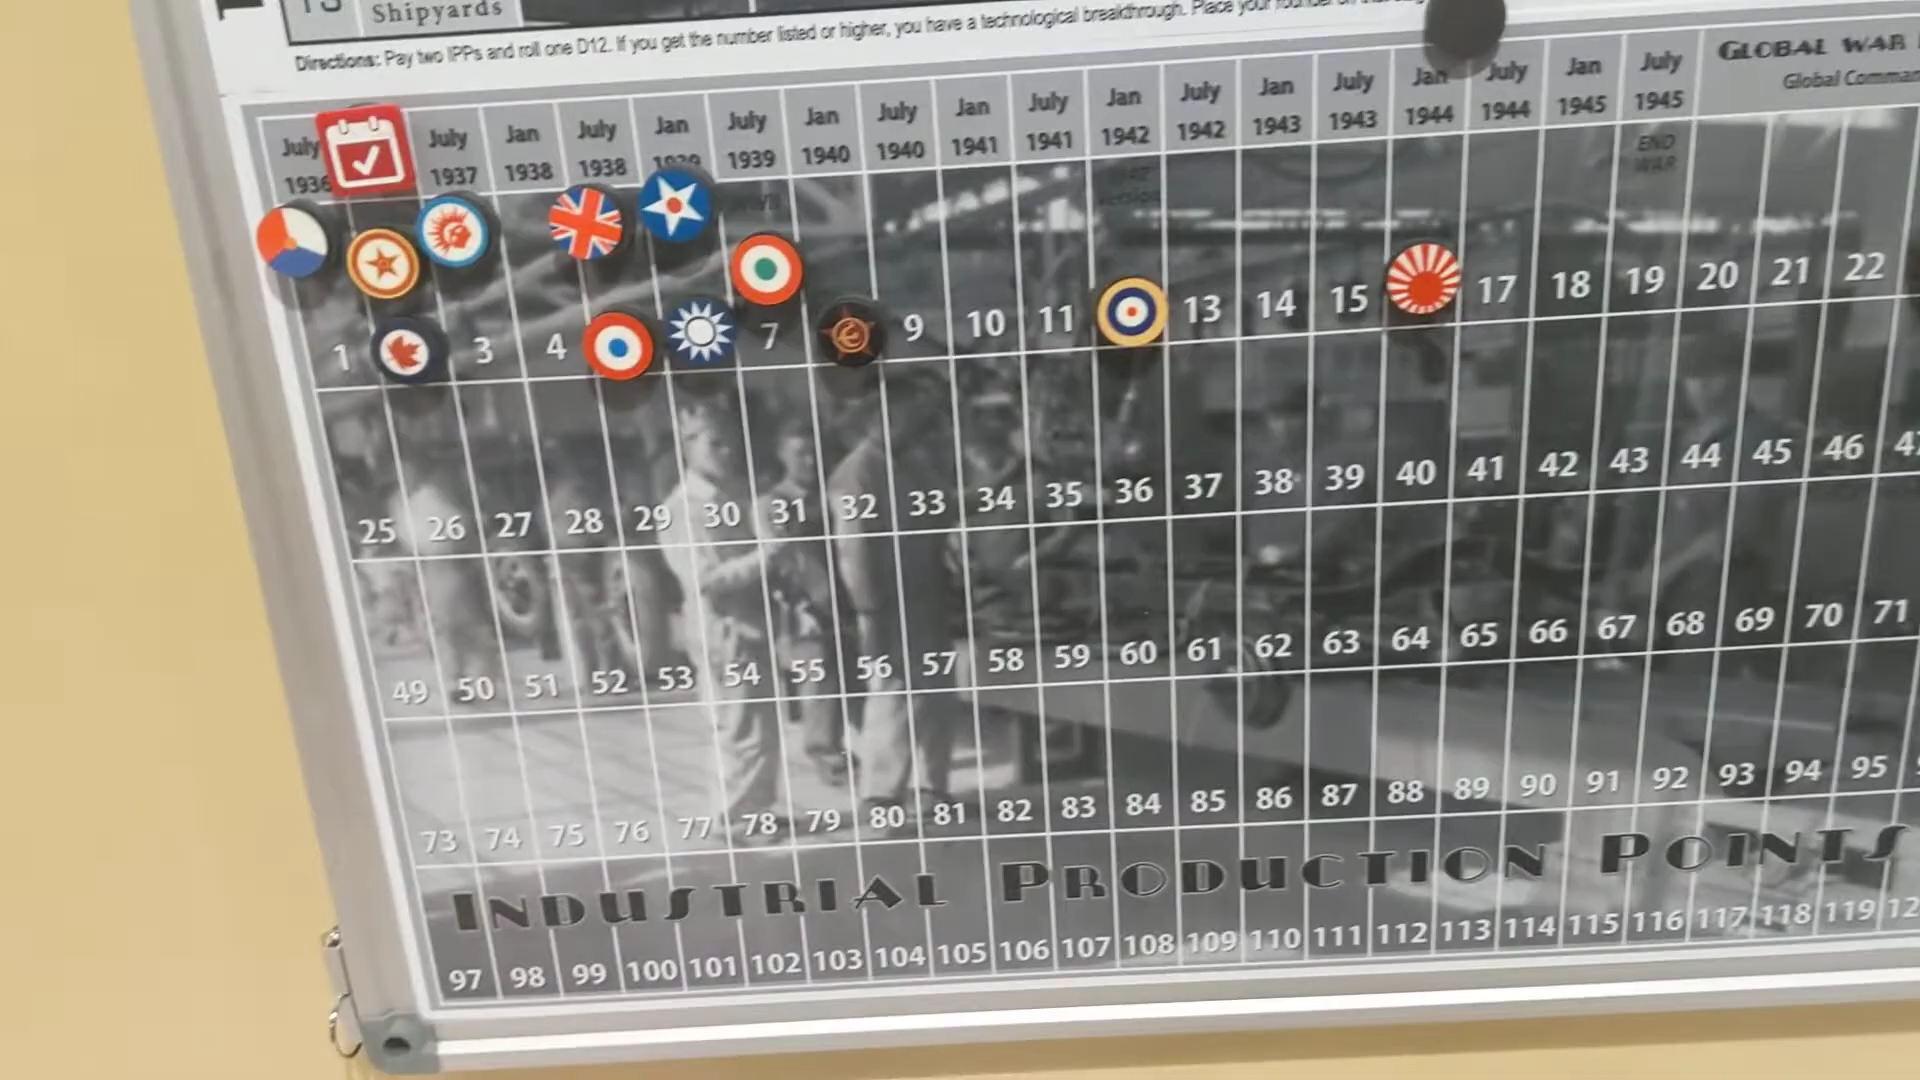 13 Shipyards
Directions: Pay two IPPs and roll one D12. If you get the number listed or higher, you have a technological breakthrough. Place your
GLOBAL WAR
Global Comma
July July Jan July Jan July Jan July Jan July Jan July Jan July Jan July Jan July
1936 1937 1938 1938 1939 1939 1940 1940 1941 1941 1942 1942 1943 1943 1944 1944 1945 1945
END
WAR
1 3 4 7 9 10 11 13 14 15 17 18 19 20 21 22
25 26 27 28 29 30 31 32 33 34 35 36 37 38 39 40 41 42 43 44 45 46
49 50 51 52 53 54 55 56 57 58 59 60 61 62 63 64 65 66 67 68 69 70 71
73 74 75 76 77 78 79 80 81 82 83 84 85 86 87 88 89 90 91 92 93 94 95
INDUSTRIAL PRODUCTION POINTS
97 98 99 100 101 102 103 104 105 106 107 108 109 110 111 112 113 114 115 116 117 118 119